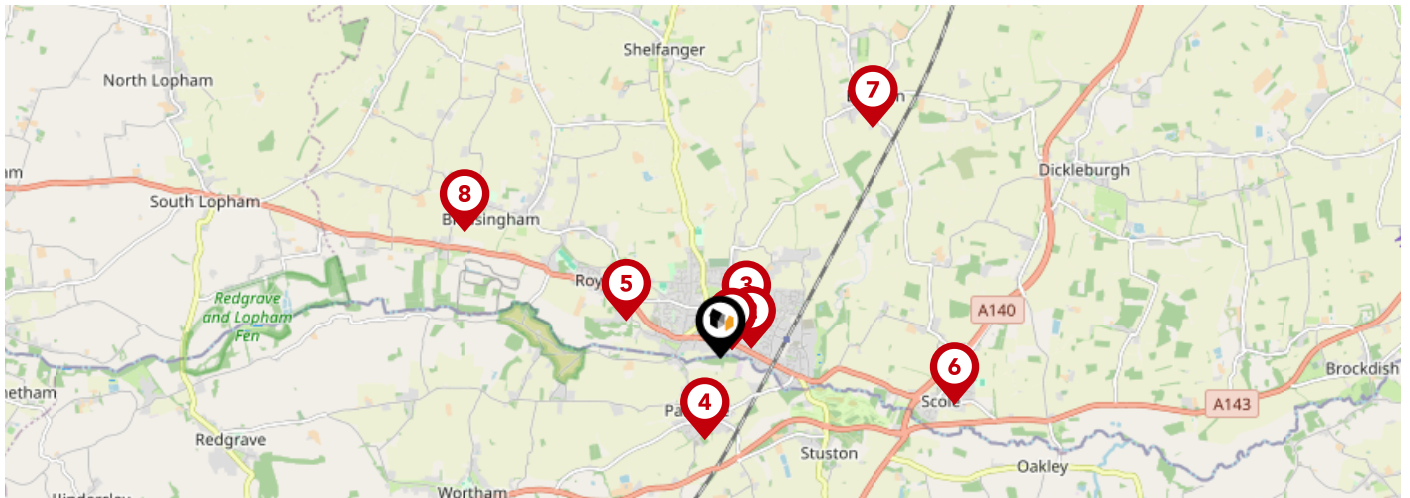 Shelfanger
North Lopham
7
Dickleburgh
8
South Lopham
Bressingham
5
3
Redgrave
and Lopham
Fen
A140
6
Brockdish
4
A143
Scole
Redgrave
Stuston
Oakley
Wortham